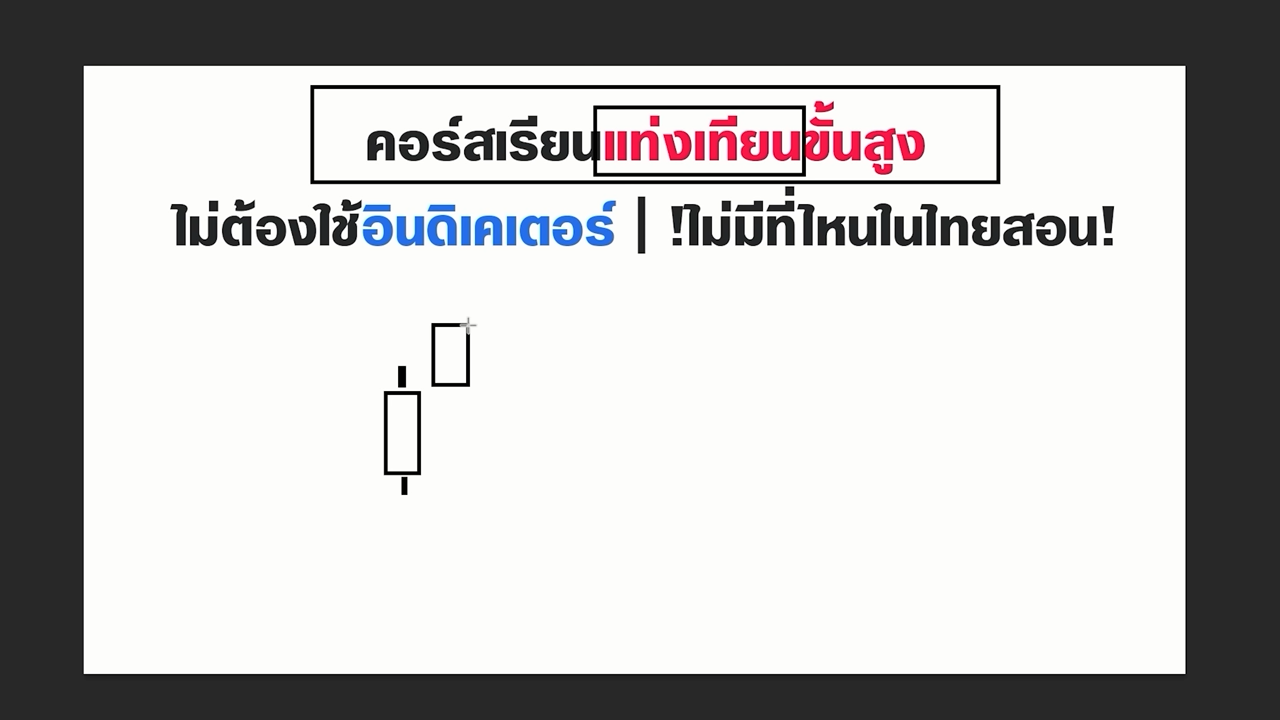 คอร์สเรียนแท่งเทียนขั้นสูง
ไม่ต้องใช้อินดิเคเตอร์ | !ไม่มีที่ไหนในไทยสอน!